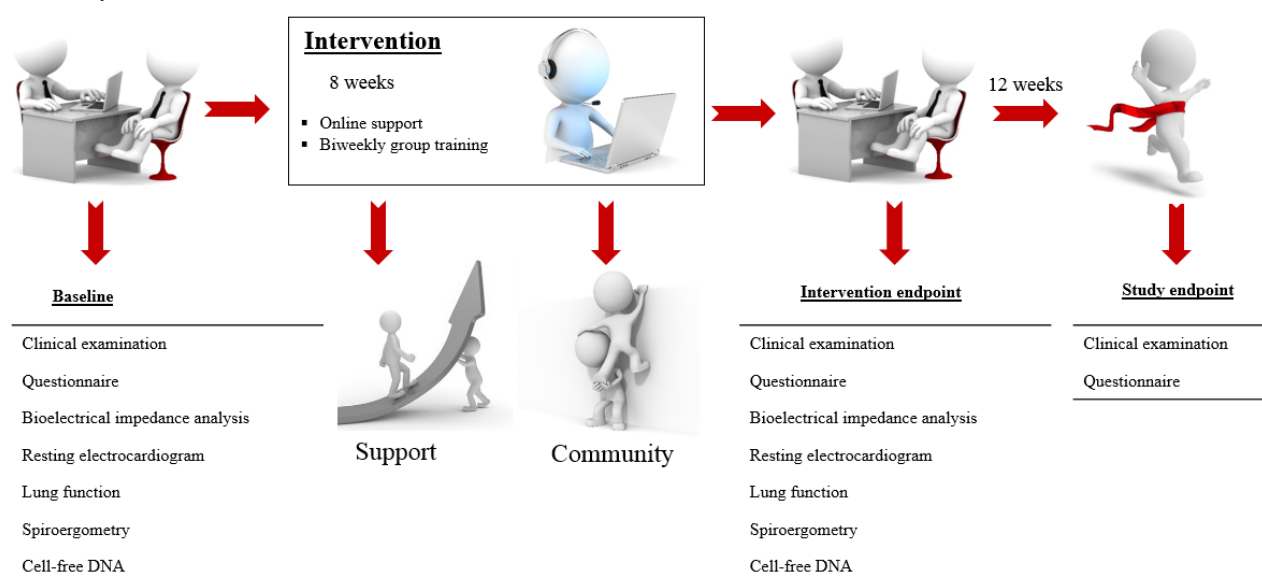 Intervention
8 weeks
▪ Online support
▪ Biweekly group training
12 weeks
Baseline
Clinical examination
Questionnaire
Bioelectrical impedance analysis
Resting electrocardiogram
Lung function
Spiroergometry
Cell-free DNA
Support
Community
Intervention endpoint
Clinical examination
Questionnaire
Bioelectrical impedance analysis
Resting electrocardiogram
Lung function
Spiroergometry
Cell-free DNA
Study endpoint
Clinical examination
Questionnaire